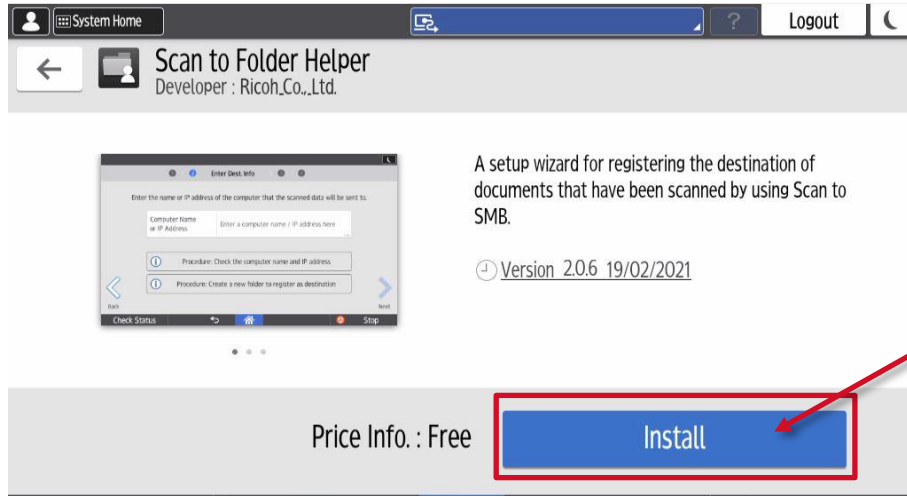 System Home
? Logout
Scan to Folder Helper
Developer : Ricoh_Co.,_Ltd.
Enter Dest. Info
Enter the name or IP address of the computer that the scanned data will be sent to.
Computer Name
or IP Address
Enter a computer name / IP address here
Procedure: Check the computer name and IP address
Procedure: Create a new folder to register as destination
Back
Next
Check Status
Stop
A setup wizard for registering the destination of
documents that have been scanned by using Scan to
SMB.
Version 2.0.6 19/02/2021
Price Info. : Free
Install